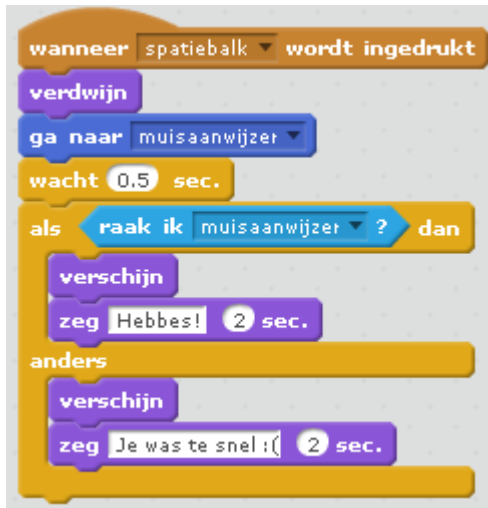 wanneer spatiebalk wordt ingedrukt
verdwijn
ga naar muisaanwijzer
wacht 0.5 sec.
als raak ik muisaanwijzer ? dan
verschijn
zeg Hebbes! 2 sec.
anders
verschijn
zeg Je was te snel :( 2 sec.